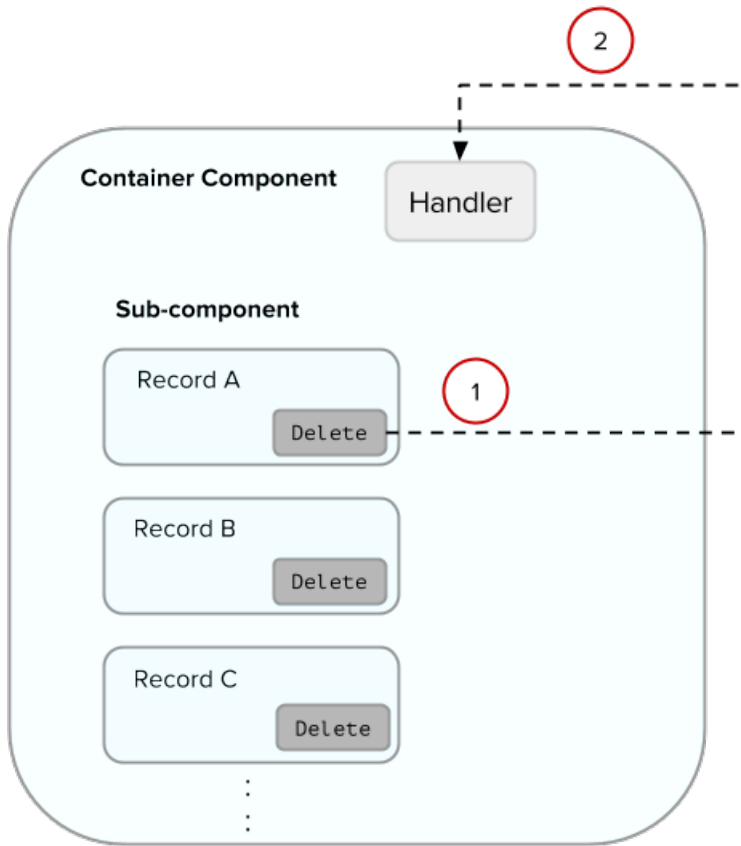 2
Container Component
Handler
Sub-component
Record A
1
Delete
Record B
Delete
Record C
Delete